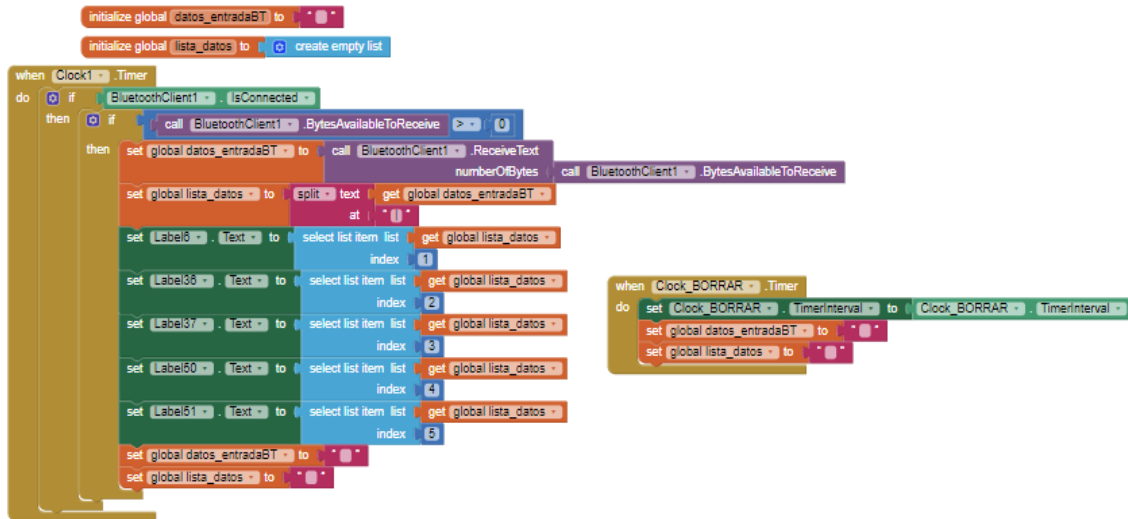 initialize global datos_entradaBT to " "
initialize global lista_datos to create empty list
when Clock1 .Timer
do if BluetoothClient1 . IsConnected
then if call BluetoothClient1 .BytesAvailableToReceive > 0
then set global datos_entradaBT to call BluetoothClient1 .ReceiveText
numberOfBytes call BluetoothClient1 .BytesAvailableToReceive
set global lista_datos to split text get global datos_entradaBT
at "|"
set Label6 . Text to select list item list get global lista_datos
index 1
set Label36 . Text to select list item list get global lista_datos
index 2
set Label37 . Text to select list item list get global lista_datos
index 3
set Label50 . Text to select list item list get global lista_datos
index 4
set Label51 . Text to select list item list get global lista_datos
index 5
set global datos_entradaBT to " "
set global lista_datos to " "
when Clock_BORRAR .Timer
do set Clock_BORRAR . TimerInterval to Clock_BORRAR . TimerInterval
set global datos_entradaBT to " "
set global lista_datos to " "